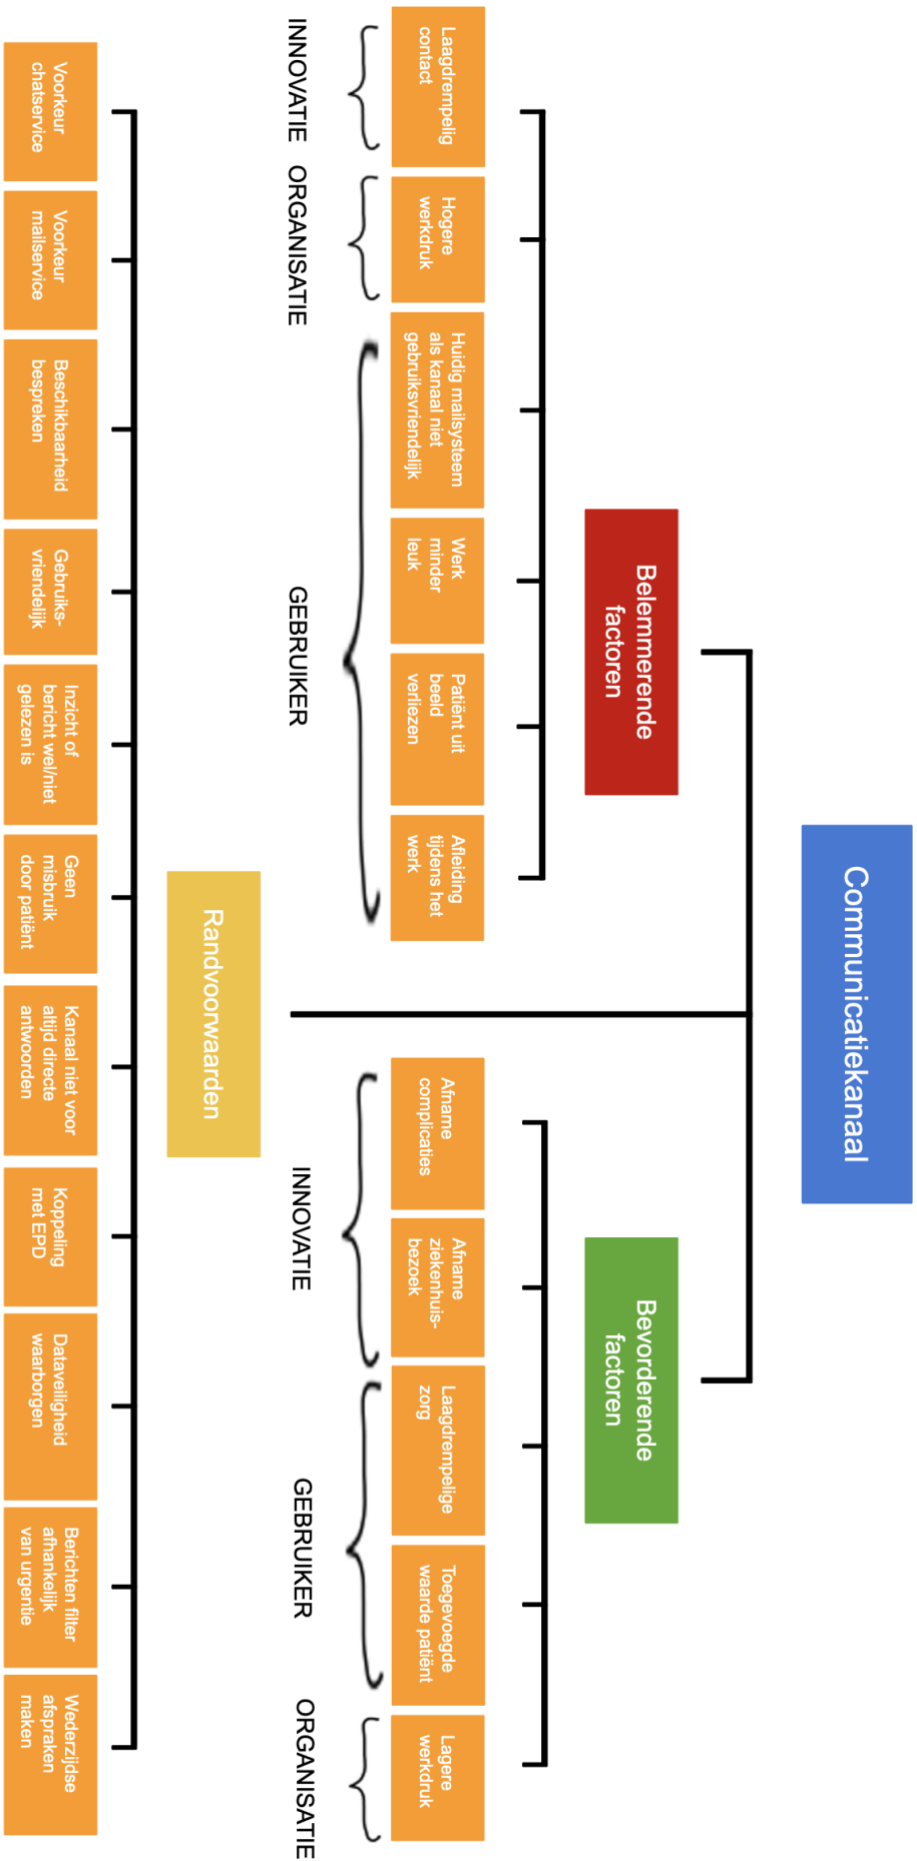 Communicatiekanaal
Belemmerende
factoren
Bevorderende
factoren
Laagdrempelig
contact
Hogere
werkdruk
Huidig mailsysteem
als kanaal niet
gebruiksvriendelijk
Werk
minder
leuk
Patiënt uit
beeld
verliezen
Afleiding
tijdens het
werk
Afname
complicaties
Afname
ziekenhuis-
bezoek
Laagdrempelige
zorg
Toegevoegde
waarde patiënt
Lagere
werkdruk
INNOVATIE
ORGANISATIE
GEBRUIKER
INNOVATIE
GEBRUIKER
ORGANISATIE
Randvoorwaarden
Voorkeur
chatservice
Voorkeur
mailservice
Beschikbaarheid
bespreken
Gebruiks-
vriendelijk
Inzicht of
bericht wel/niet
gelezen is
Geen
misbruik
door patiënt
Kanaal niet voor
altijd directe
antwoorden
Koppeling
met EPD
Dataveiligheid
waarborgen
Berichten filter
afhankelijk
van urgentie
Wederzijdse
afspraken
maken